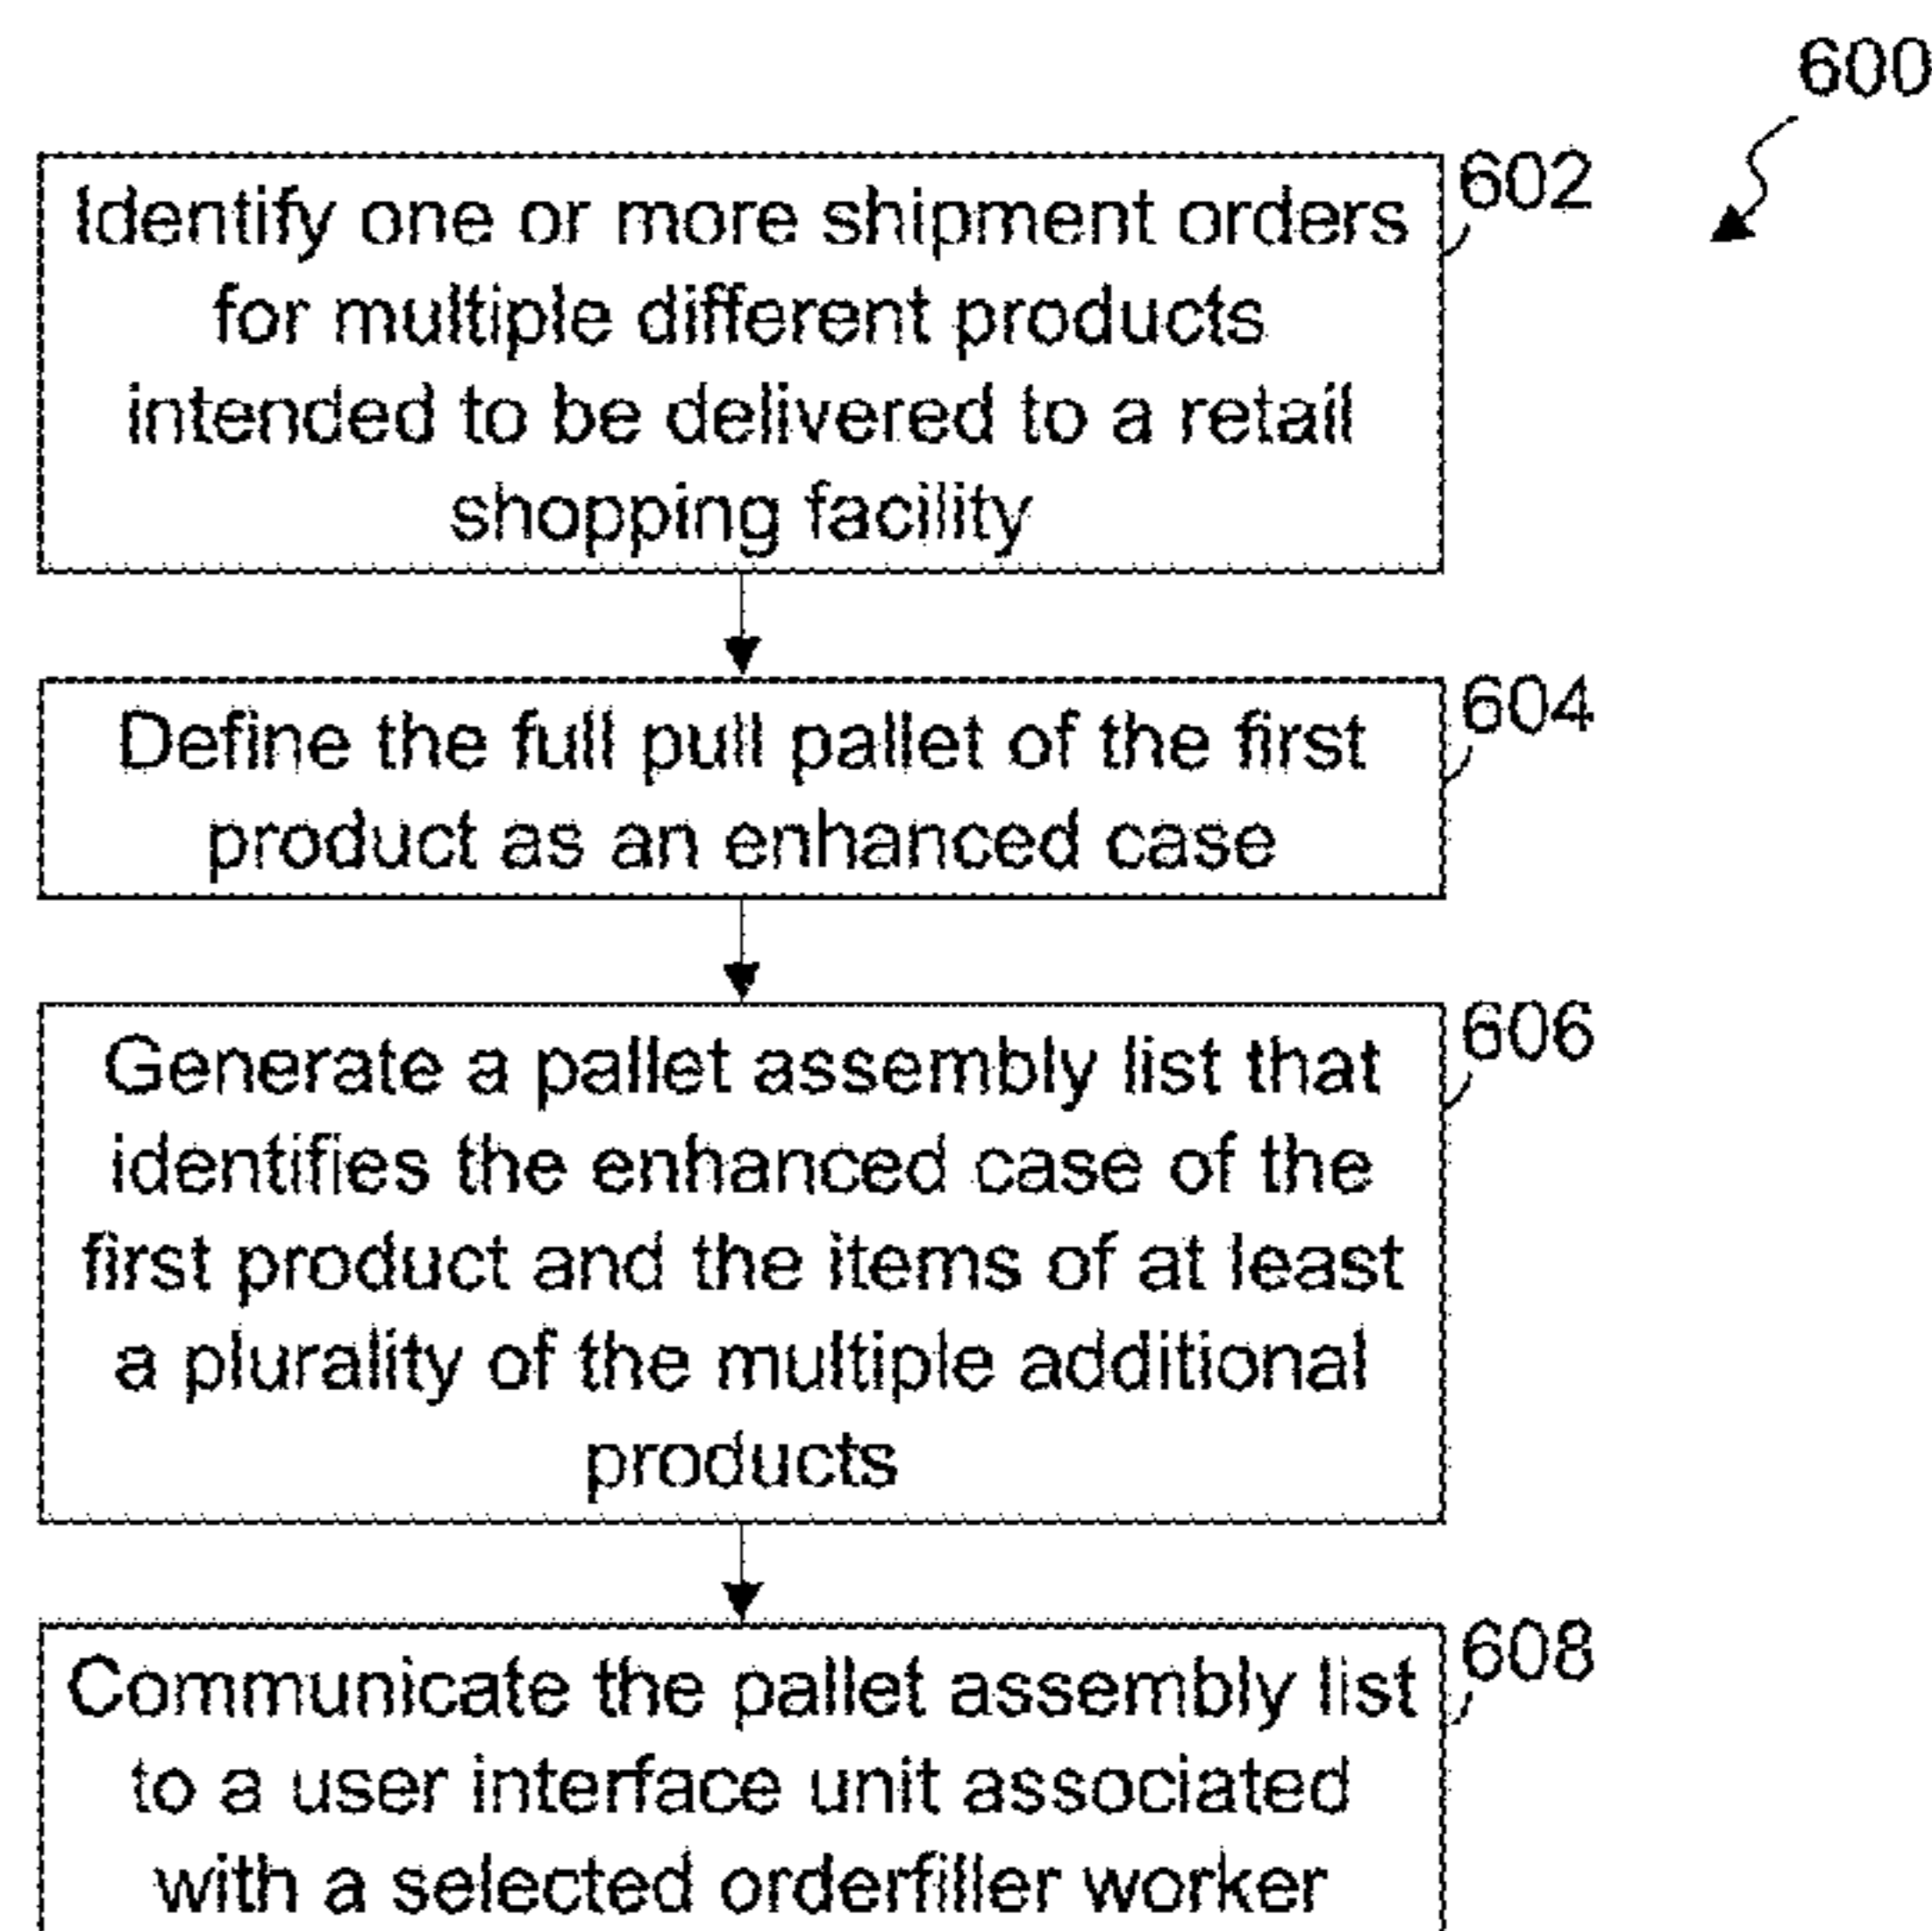 600
602
Identify one or more shipment orders
for multiple different products
intended to be delivered to a retail
shopping facility
604
Define the full pull pallet of the first
product as an enhanced case
606
Generate a pallet assembly list that
identifies the enhanced case of the
first product and the items of at least
a plurality of the multiple additional
products
608
Communicate the pallet assembly list
to a user interface unit associated
with a selected orderfiller worker